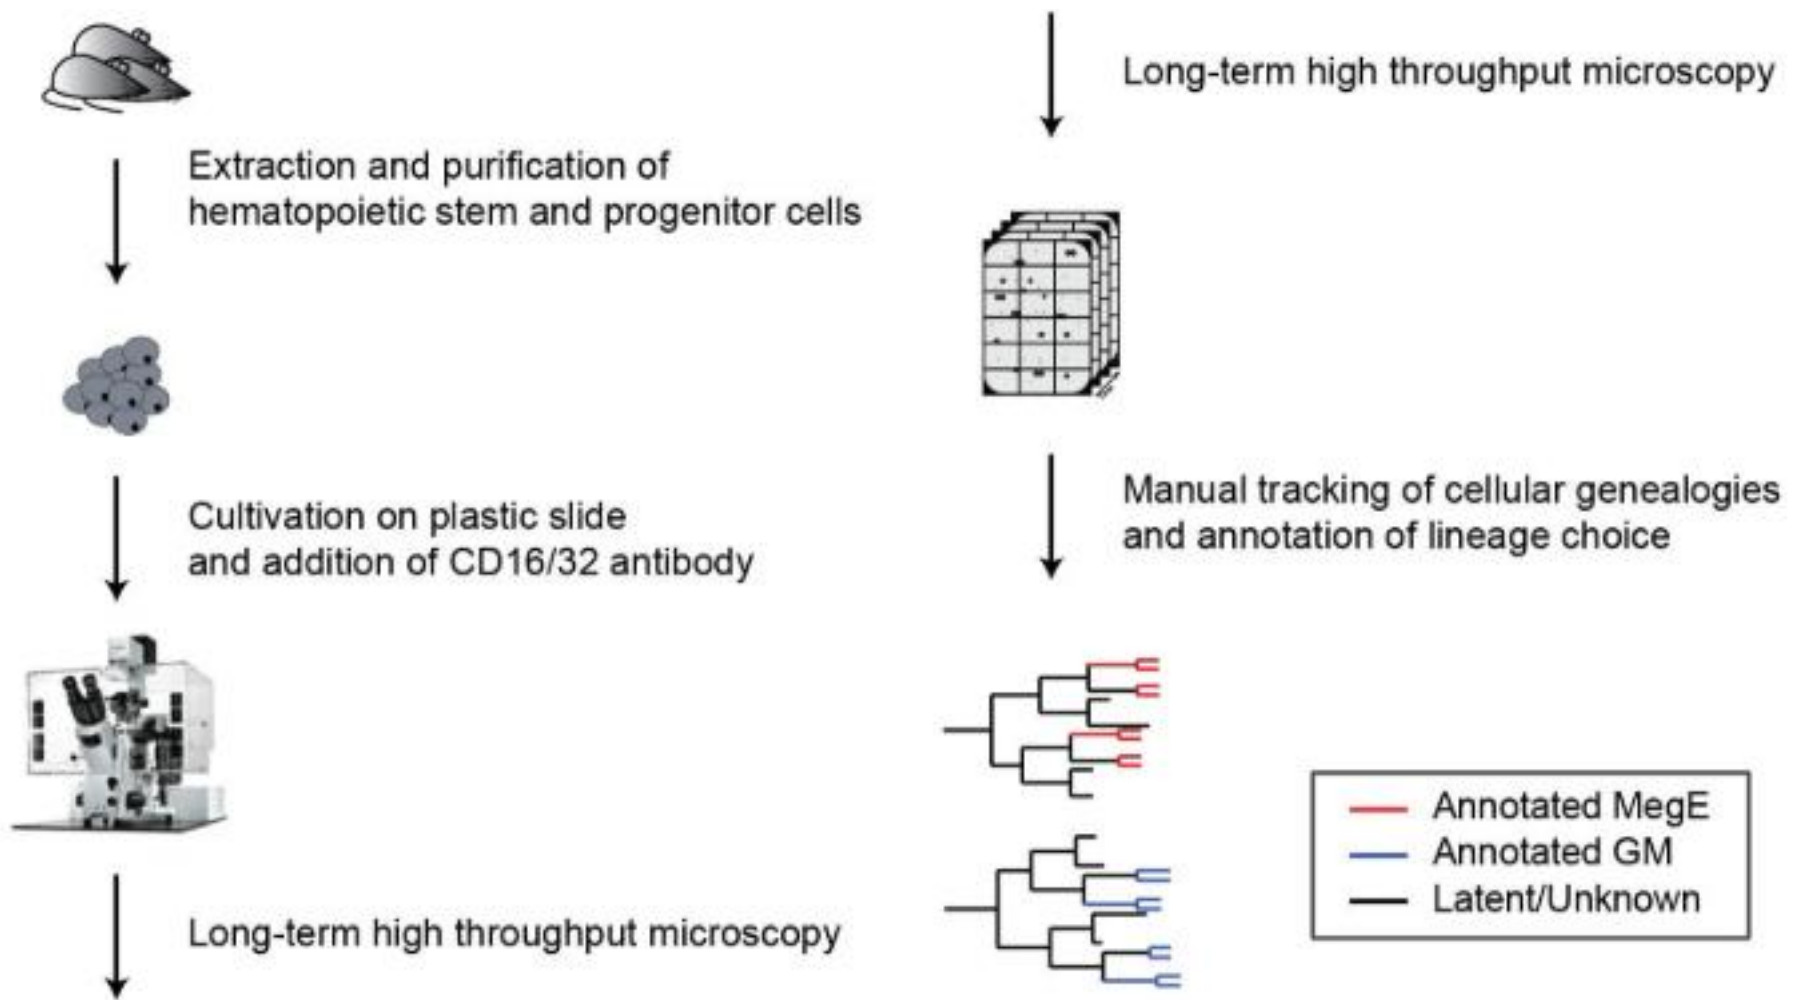 Extraction and purification of
hematopoietic stem and progenitor cells
Cultivation on plastic slide
and addition of CD16/32 antibody
Long-term high throughput microscopy
Long-term high throughput microscopy
Manual tracking of cellular genealogies
and annotation of lineage choice
Annotated MegE
Annotated GM
Latent/Unknown